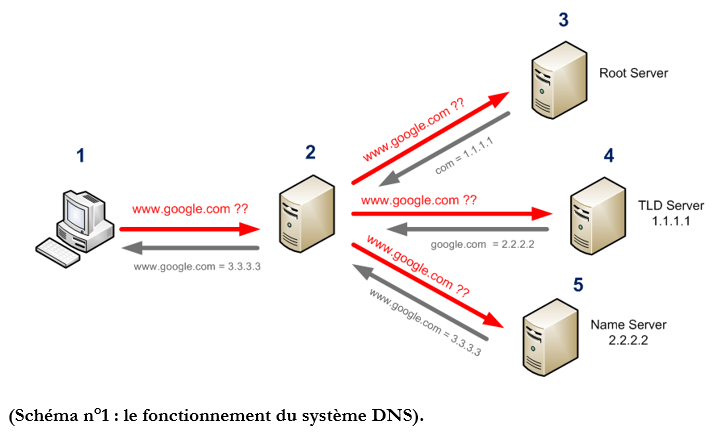 3
Root Server
www.google.com ??
com = 1.1.1.1
1
2
4
www.google.com ??
www.google.com = 3.3.3.3
www.google.com ??
google.com = 2.2.2.2
TLD Server
1.1.1.1
www.google.com ??
www.google.com = 3.3.3.3
5
Name Server
2.2.2.2
(Schéma n°1 : le fonctionnement du système DNS).